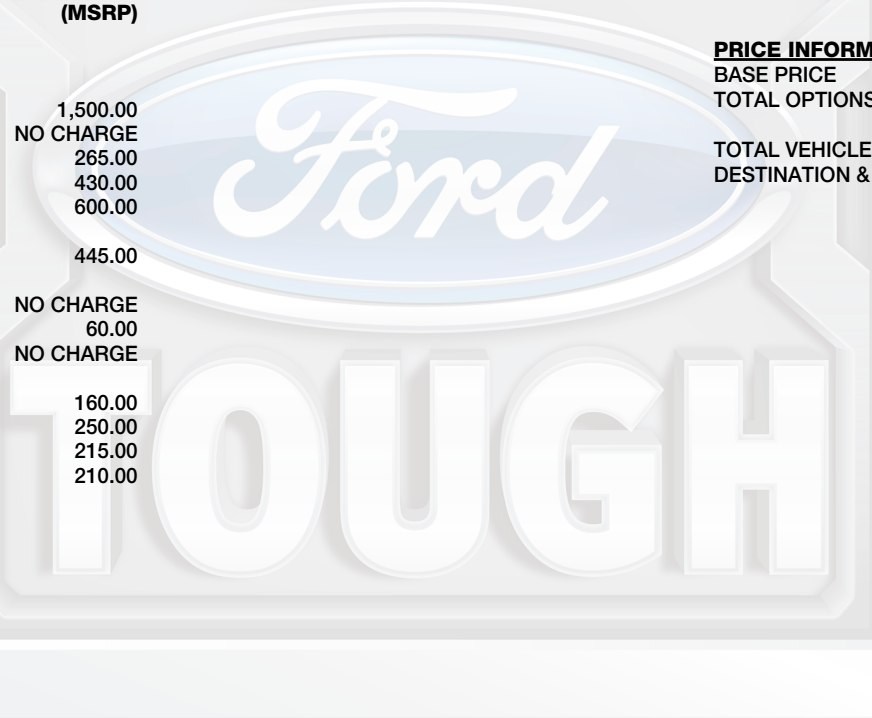 (MSRP)
1,500.00
NO CHARGE
265.00
430.00
600.00
445.00
NO CHARGE
60.00
NO CHARGE
160.00
250.00
215.00
210.00
PRICE INFORM
BASE PRICE
TOTAL OPTIONS
TOTAL VEHICLE
DESTINATION &
Ford
TOUGH